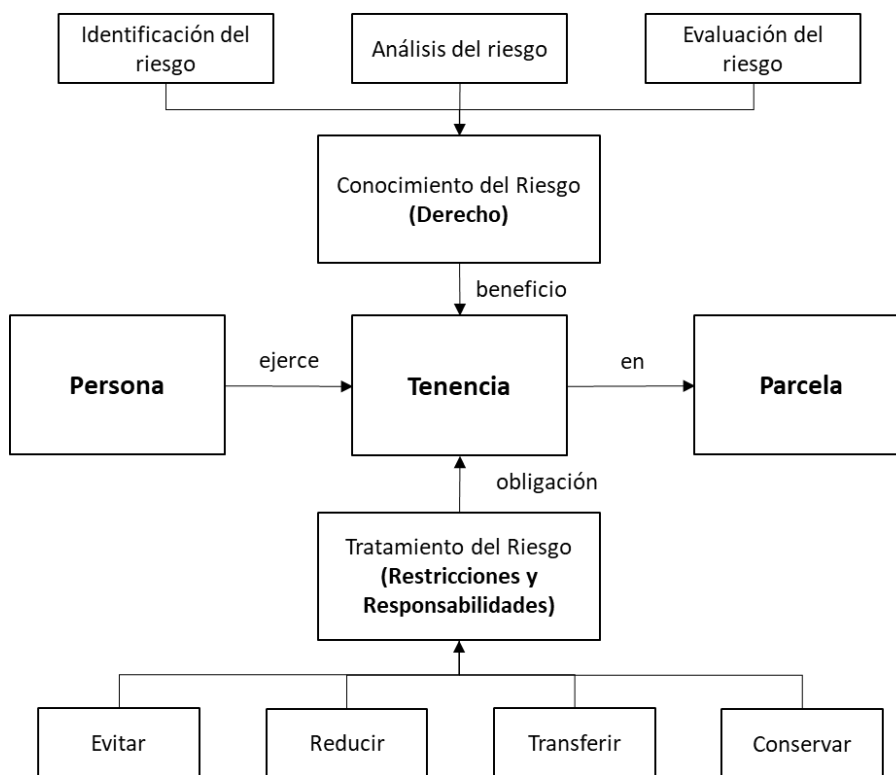 Identificación del
riesgo
Análisis del riesgo
Evaluación del
riesgo
Conocimiento del Riesgo
(Derecho)
beneficio
Persona
ejerce
Tenencia
en
Parcela
obligación
Tratamiento del Riesgo
(Restricciones y
Responsabilidades)
Evitar
Reducir
Transferir
Conservar